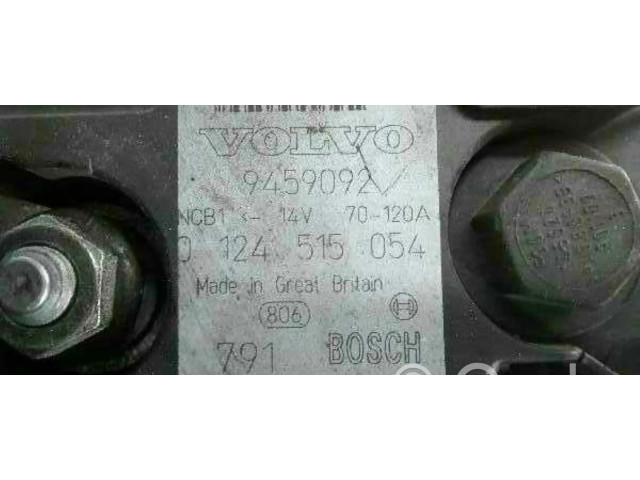 VOLVO
9459092
NCB1 <- 14V 70-120A
0 124 515 054
Made in Great Britain
806
791 BOSCH